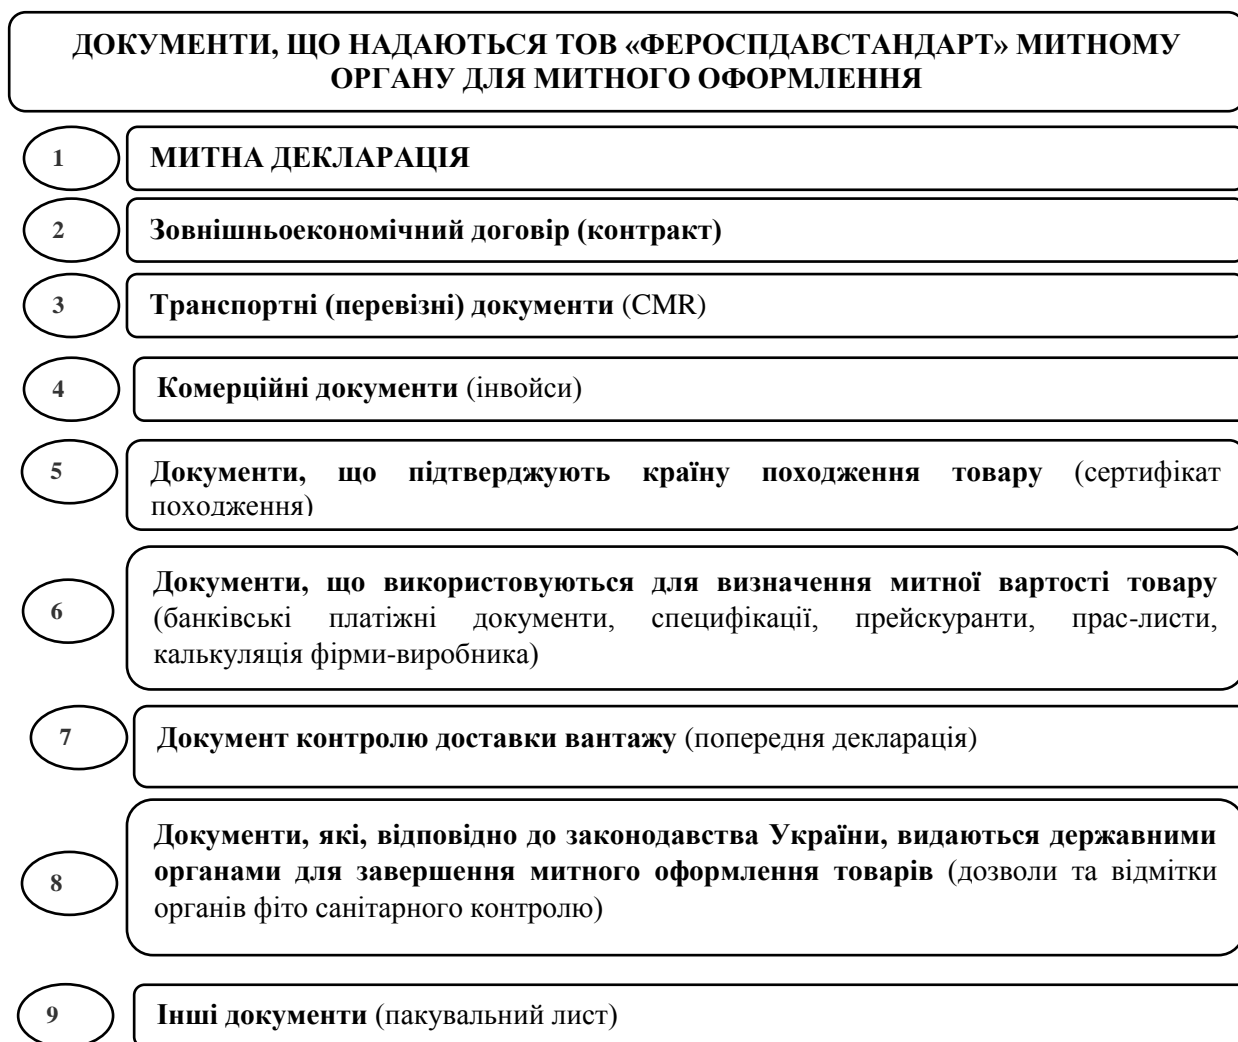 ДОКУМЕНТИ, ЩО НАДАЮТЬСЯ ТОВ «ФЕРОСПДАВСТАНДАРТ» МИТНОМУ
ОРГАНУ ДЛЯ МИТНОГО ОФОРМЛЕННЯ
1
МИТНА ДЕКЛАРАЦІЯ
2
Зовнішньоекономічний договір (контракт)
3
Транспортні (перевізні) документи (CMR)
4
Комерційні документи (інвойси)
5
Документи, що підтверджують країну походження товару (сертифікат
походження)
6
Документи, що використовуються для визначення митної вартості товару
(банківські платіжні документи, специфікації, прейскуранти, прас-листи,
калькуляція фірми-виробника)
7
Документ контролю доставки вантажу (попередня декларація)
8
Документи, які, відповідно до законодавства України, видаються державними
органами для завершення митного оформлення товарів (дозволи та відмітки
органів фіто санітарного контролю)
9
Інші документи (пакувальний лист)